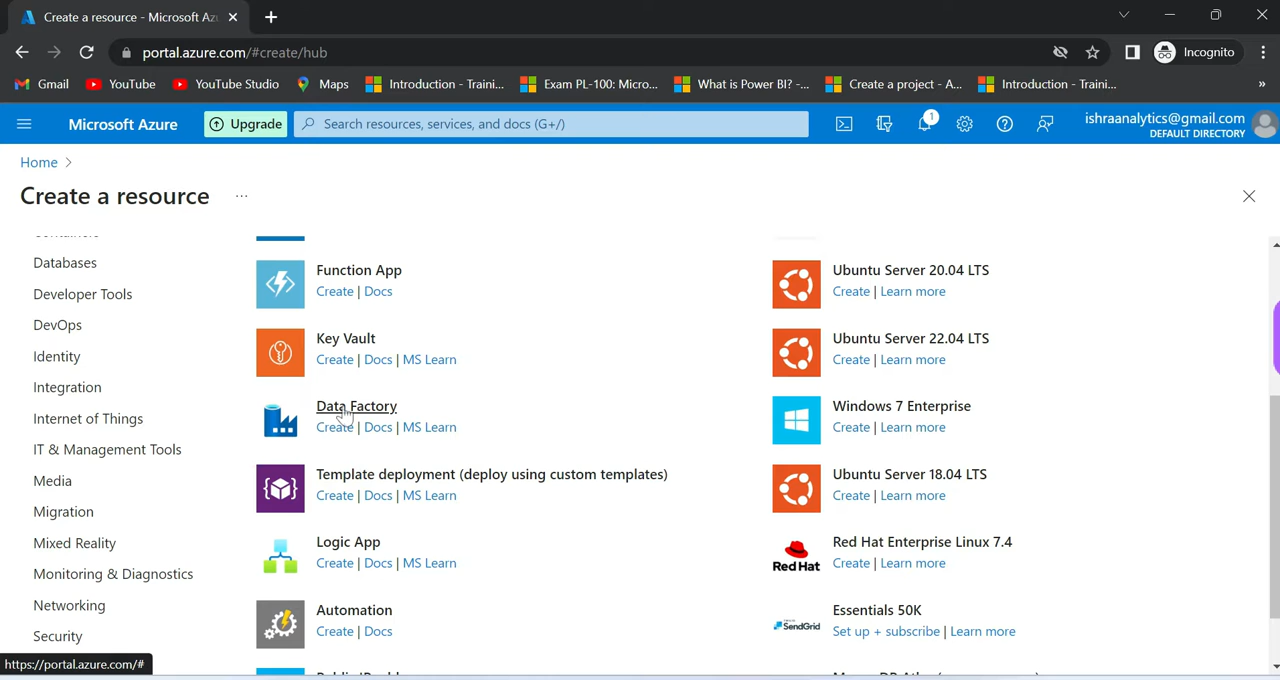 Create a resource - Microsoft Az
portal.azure.com/#create/hub
Incognito
Gmail
YouTube
YouTube Studio
Maps
Introduction - Traini...
Exam PL-100: Micro...
What is Power BI? -...
Create a project - A...
Introduction - Traini...
»
Microsoft Azure
Upgrade
Search resources, services, and docs (G+/)
1
ishraanalytics@gmail.com
DEFAULT DIRECTORY
Home >
Create a resource ...
Databases
Developer Tools
DevOps
Identity
Integration
Internet of Things
IT & Management Tools
Media
Migration
Mixed Reality
Monitoring & Diagnostics
Networking
Security
https://portal.azure.com/#
Function App
Create | Docs
Key Vault
Create | Docs | MS Learn
Data Factory
Create | Docs | MS Learn
Template deployment (deploy using custom templates)
Create | Docs | MS Learn
Logic App
Create | Docs | MS Learn
Automation
Create | Docs
Ubuntu Server 20.04 LTS
Create | Learn more
Ubuntu Server 22.04 LTS
Create | Learn more
Windows 7 Enterprise
Create | Learn more
Ubuntu Server 18.04 LTS
Create | Learn more
Red Hat
Red Hat Enterprise Linux 7.4
Create | Learn more
SendGrid
Essentials 50K
Set up + subscribe | Learn more